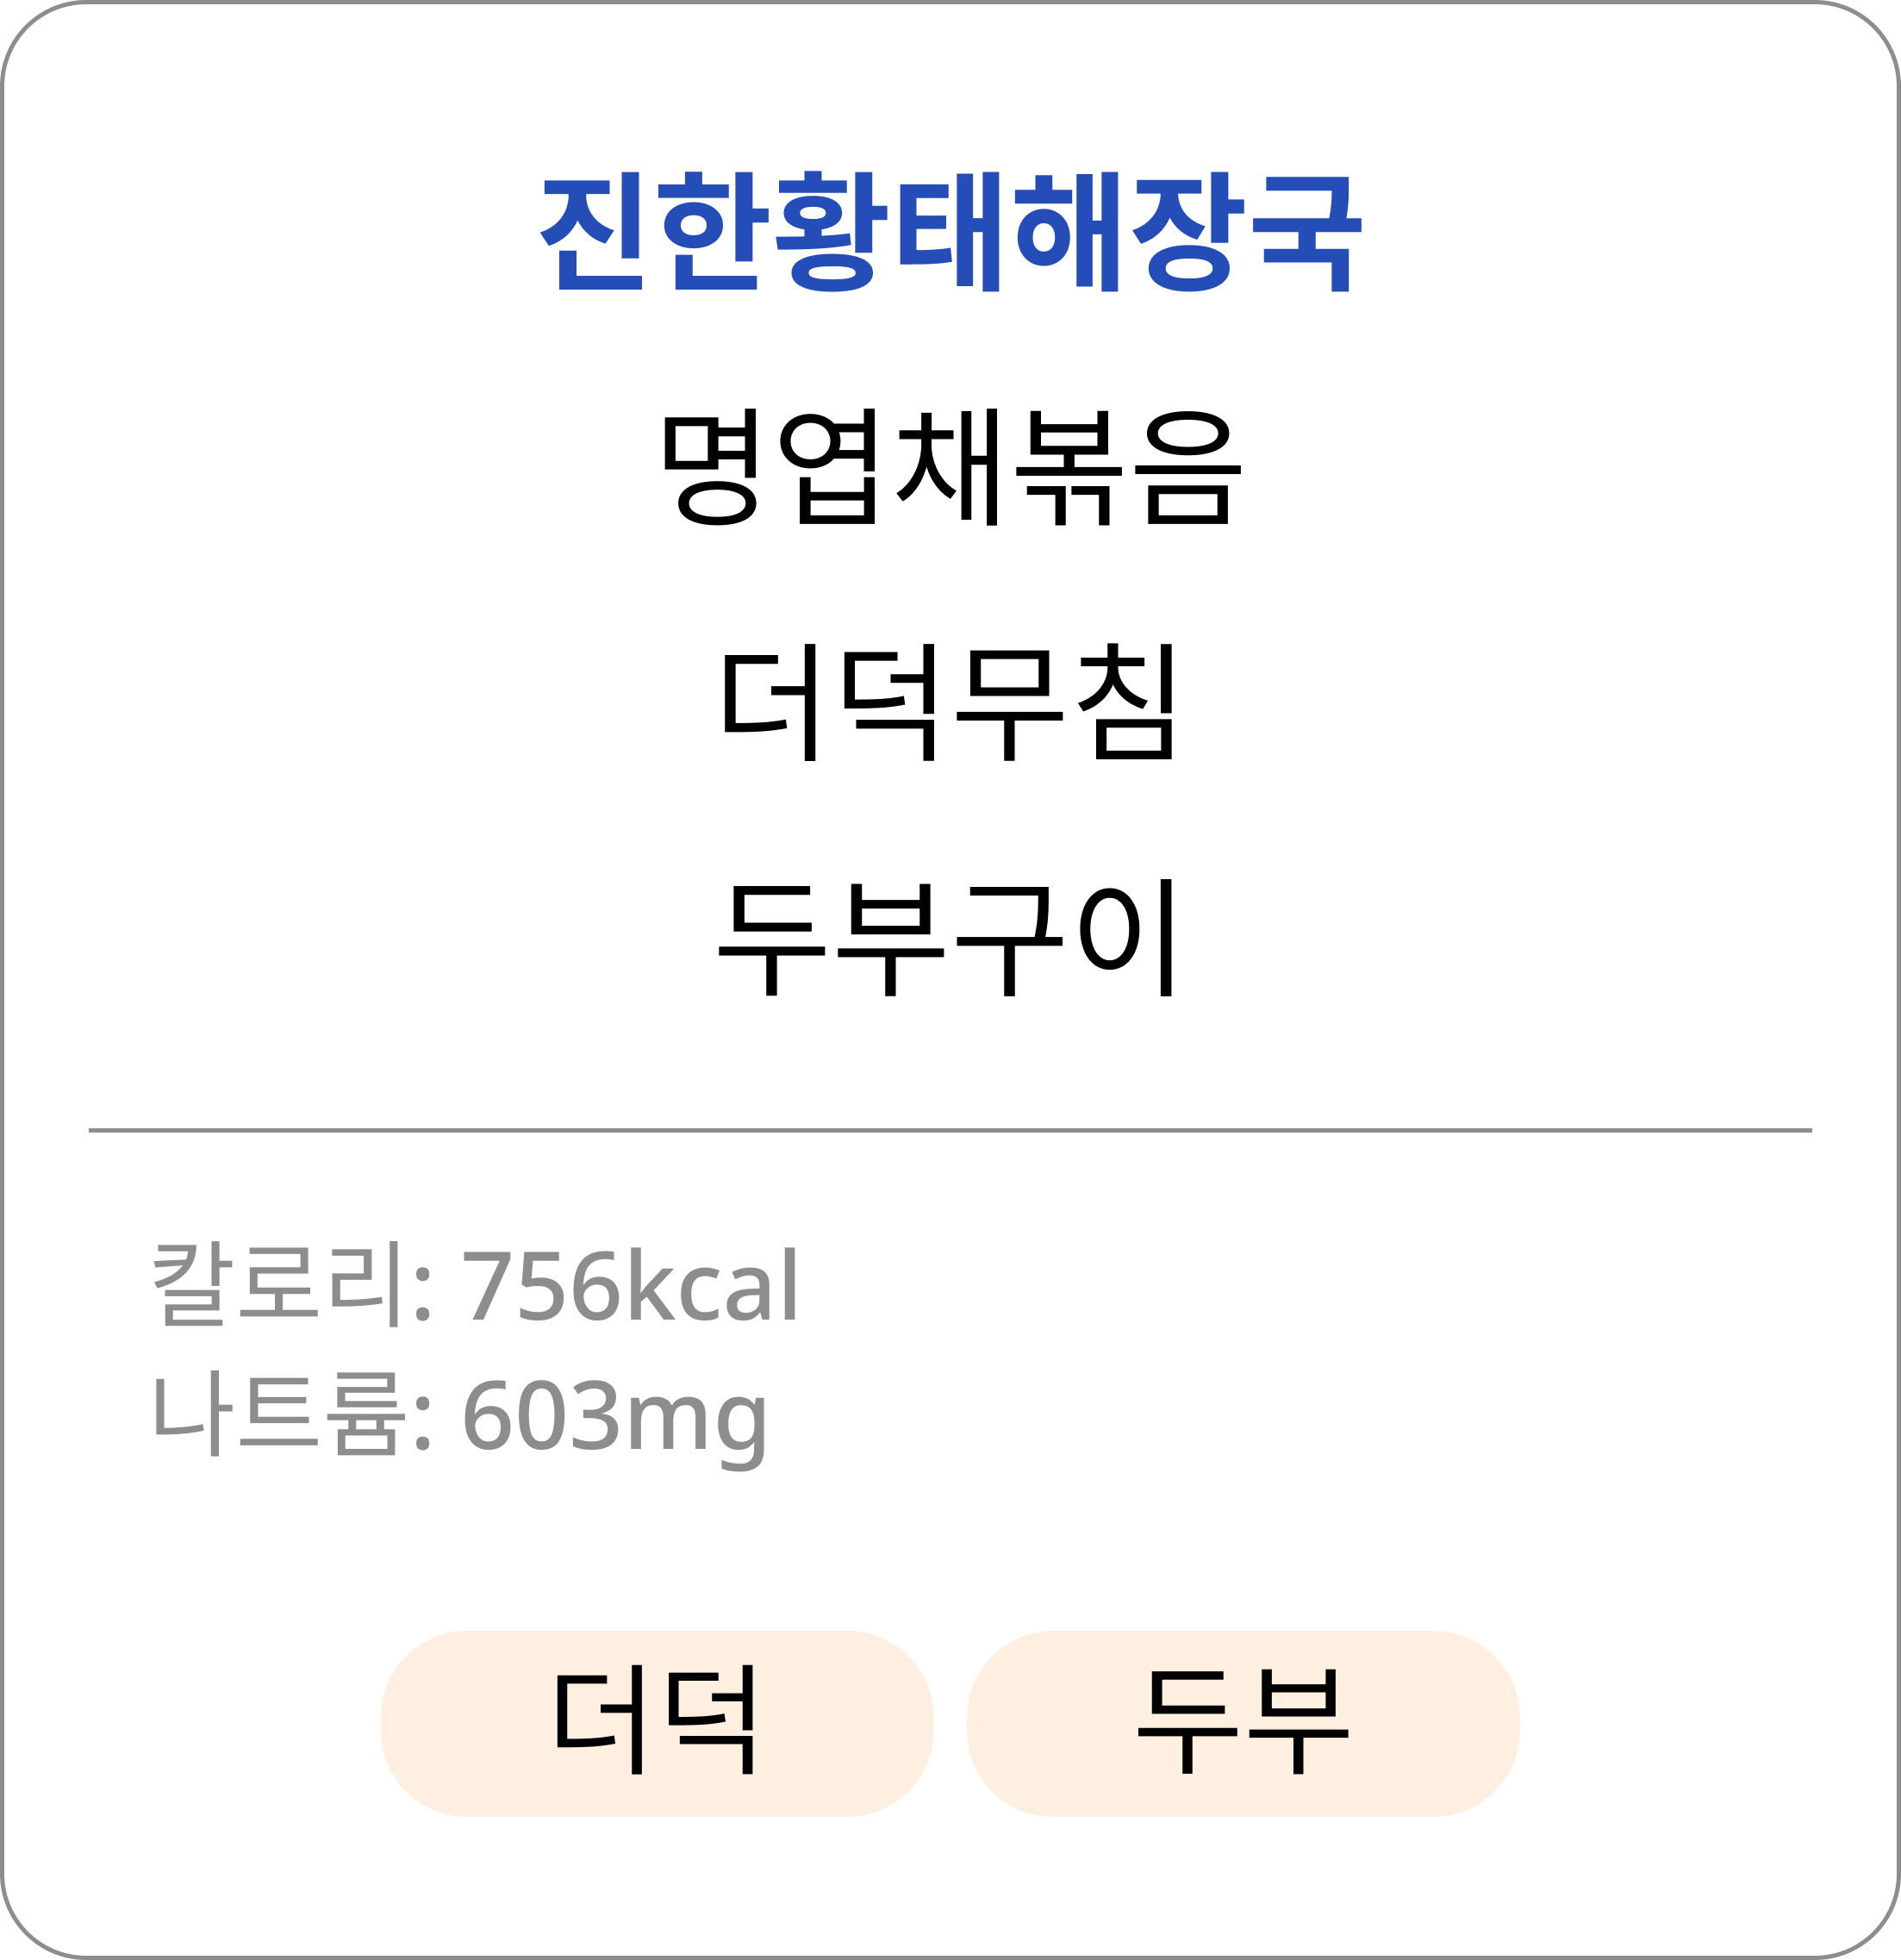 진한황태해장국
명엽채볶음
더덕무침
두부구이
칼로리: 756kcal
나트륨: 603mg
더덕
두부